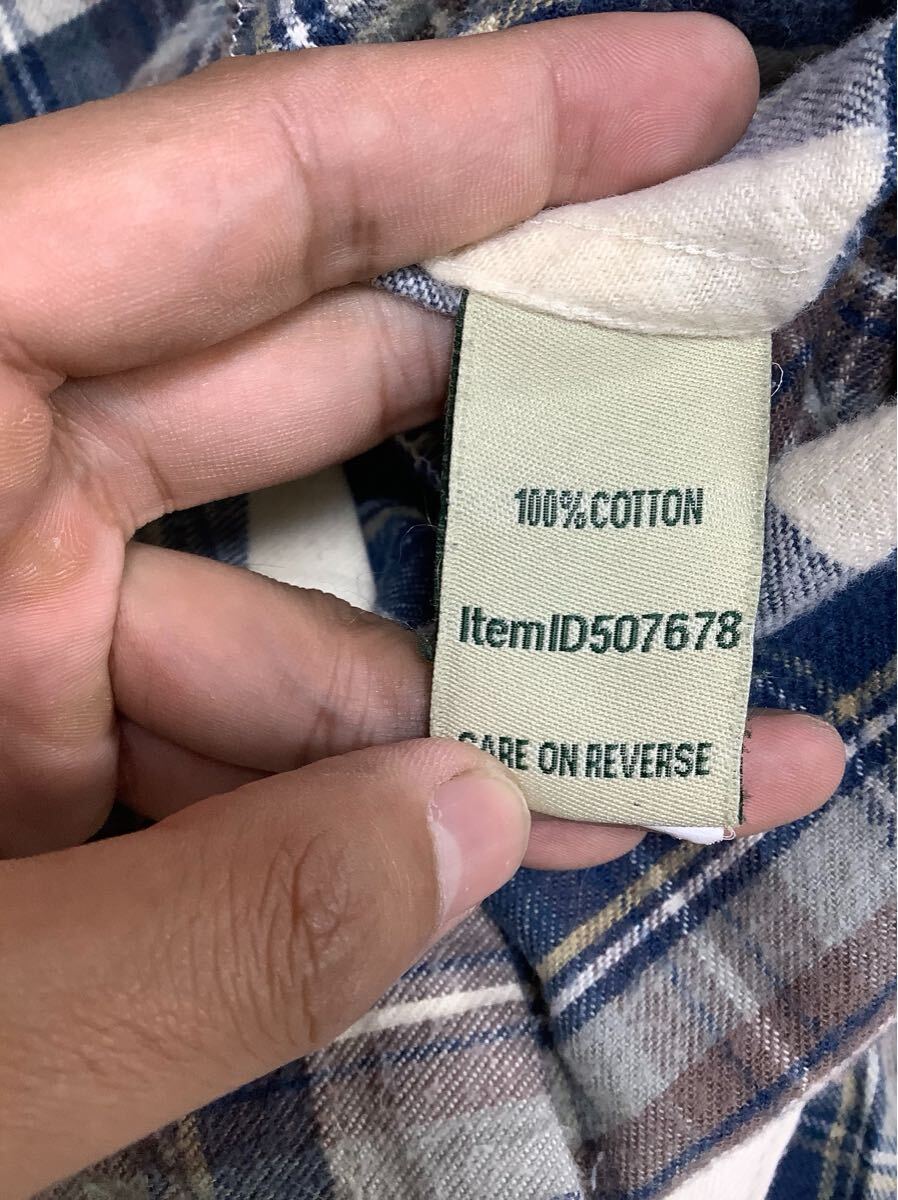 100%COTTON
ItemID507678
CARE ON REVERSE